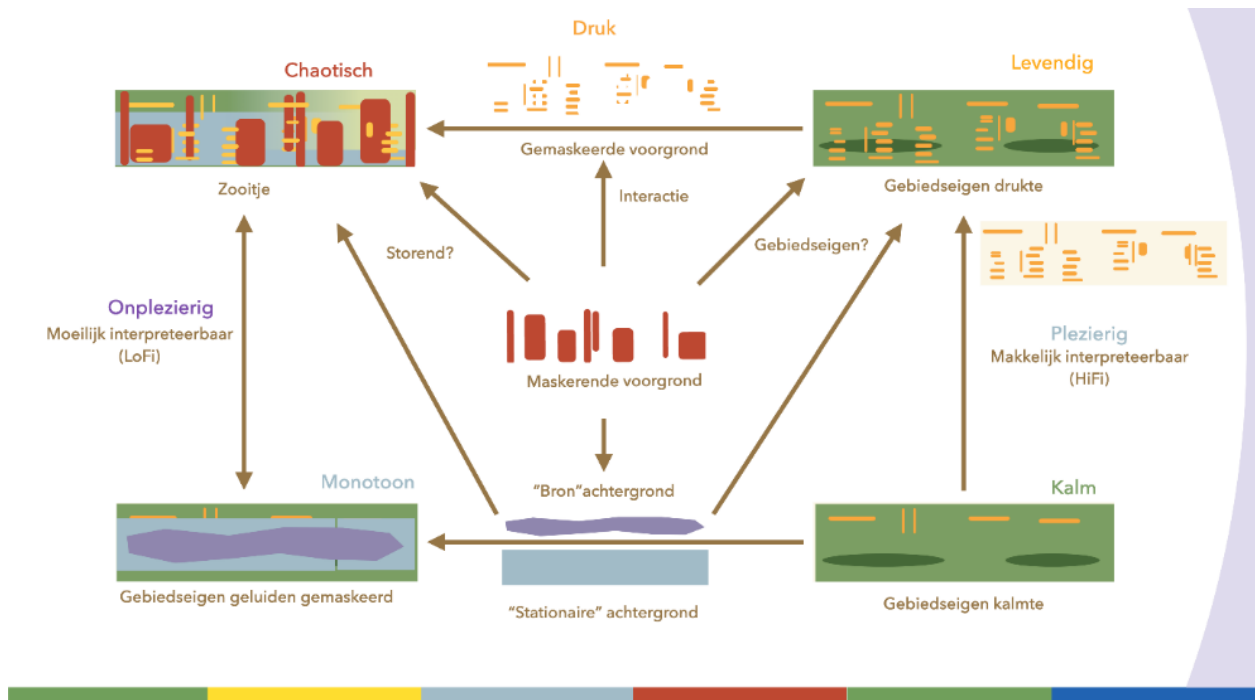 Druk
Chaotisch
Levendig
Gemaskeerde voorgrond
Zooitje
Gebiedseigen drukte
Interactie
Storend?
Gebiedseigen?
Onplezierig
Moeilijk interpreteerbaar
(LoFi)
Plezierig
Makkelijk interpreteerbaar
(HiFi)
Maskerende voorgrond
Monotoon
"Bron"achtergrond
Kalm
Gebiedseigen geluiden gemaskeerd
"Stationaire" achtergrond
Gebiedseigen kalmte